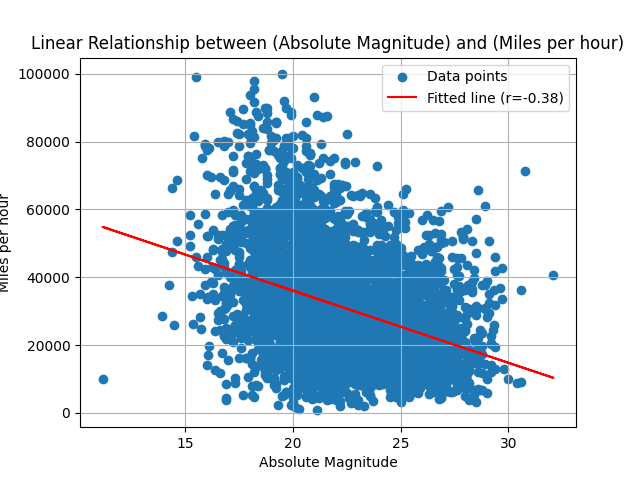 Linear Relationship between (Absolute Magnitude) and (Miles per hour)
Data points
Fitted line (r=-0.38)
100000
80000
60000
40000
20000
0
Miles per hour
15 20 25 30
Absolute Magnitude